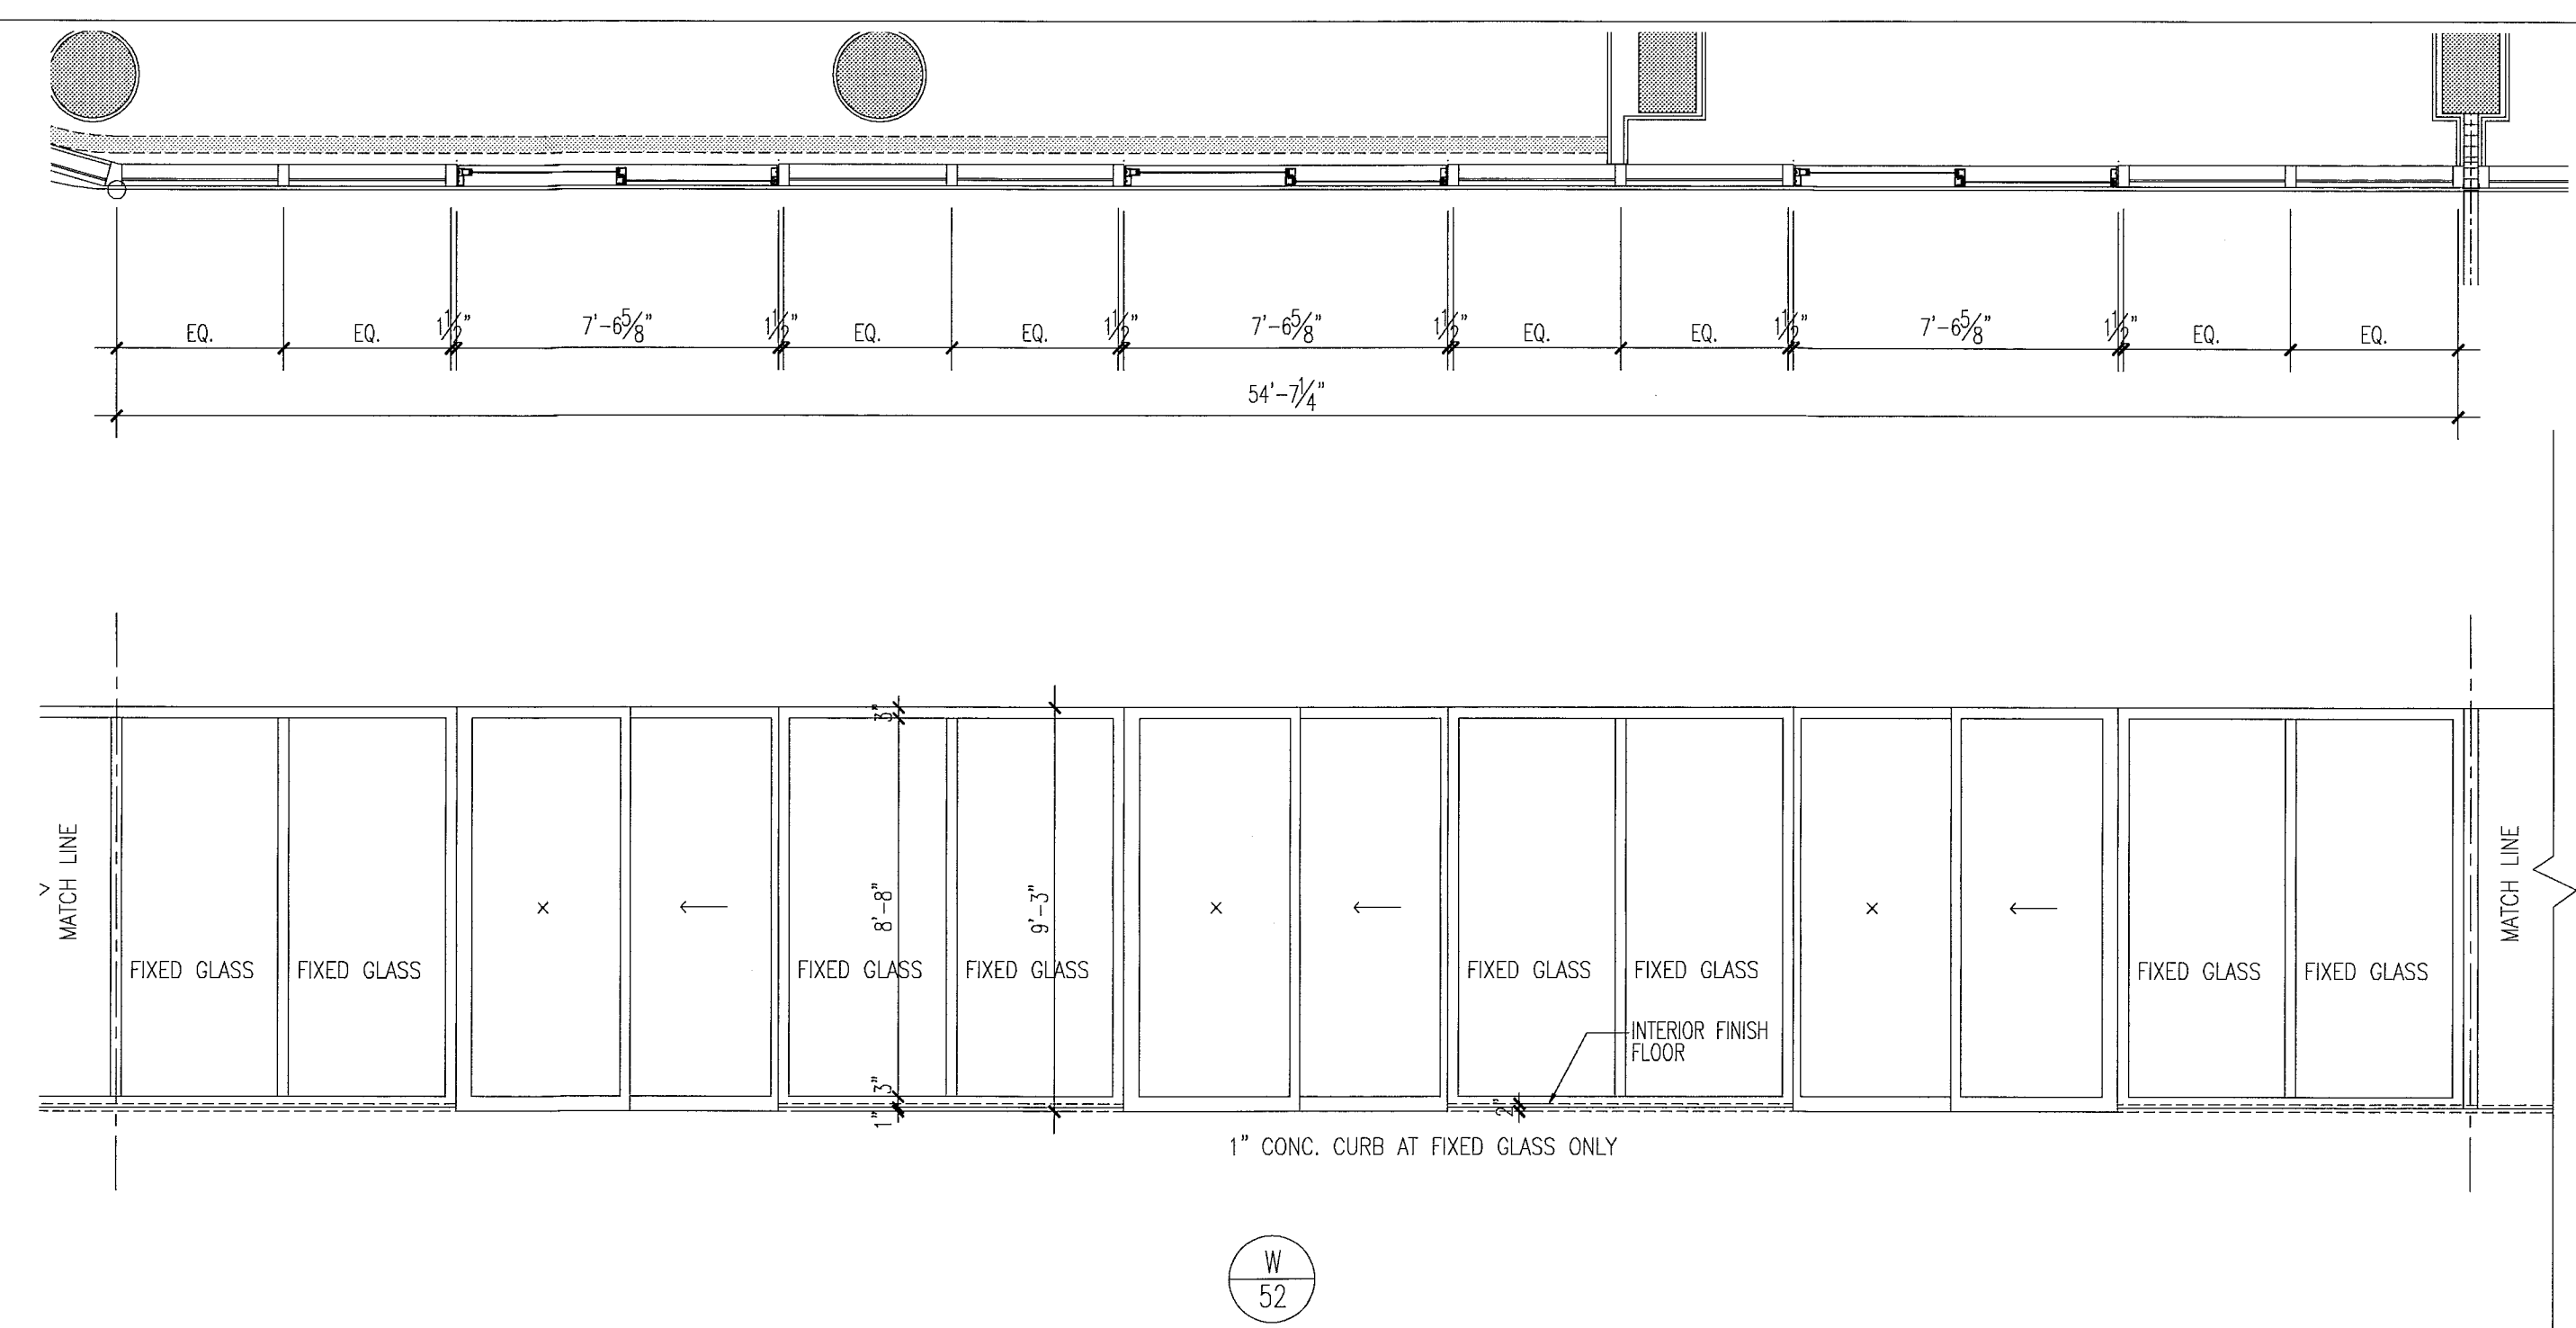 EQ. EQ. 1½" 7'-6⅝" 1½" EQ. EQ. 1½" 7'-6⅝" 1½" EQ. EQ. 1½" 7'-6⅝" 1½" EQ. EQ.
54'-7¼"
3"
MATCH LINE
8'-8"
9'-3"
MATCH LINE
FIXED GLASS FIXED GLASS FIXED GLASS FIXED GLASS FIXED GLASS FIXED GLASS FIXED GLASS FIXED GLASS
INTERIOR FINISH
FLOOR
3"
1"
2"
1" CONC. CURB AT FIXED GLASS ONLY
W
52